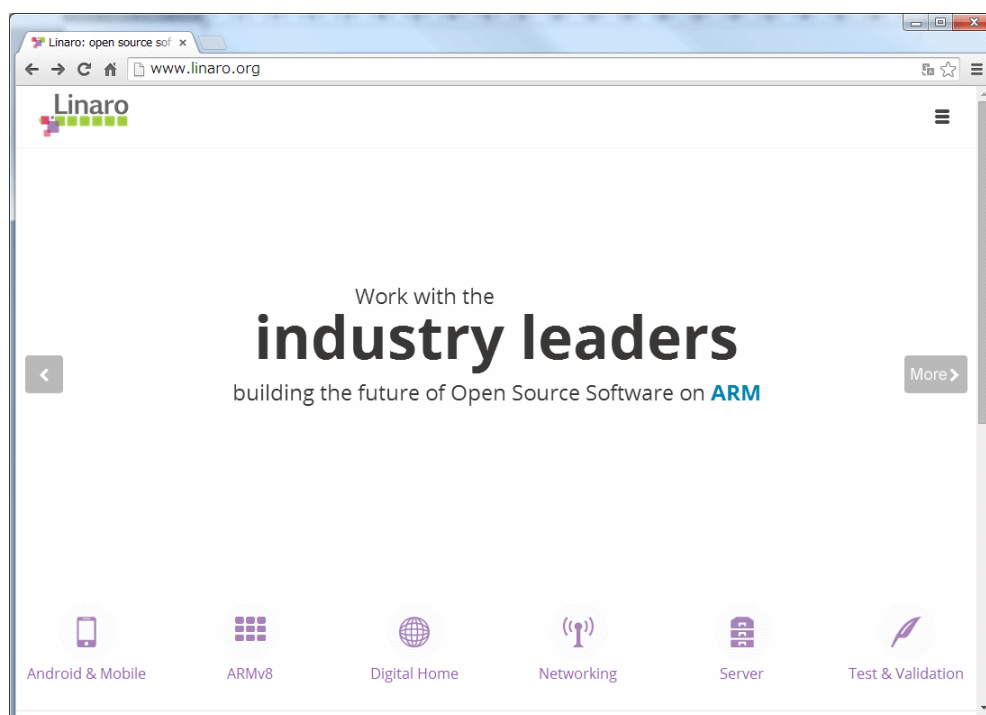 Linaro: open source sof
www.linaro.org
Linaro
Work with the
industry leaders
building the future of Open Source Software on ARM
More
Android & Mobile
ARMv8
Digital Home
Networking
Server
Test & Validation